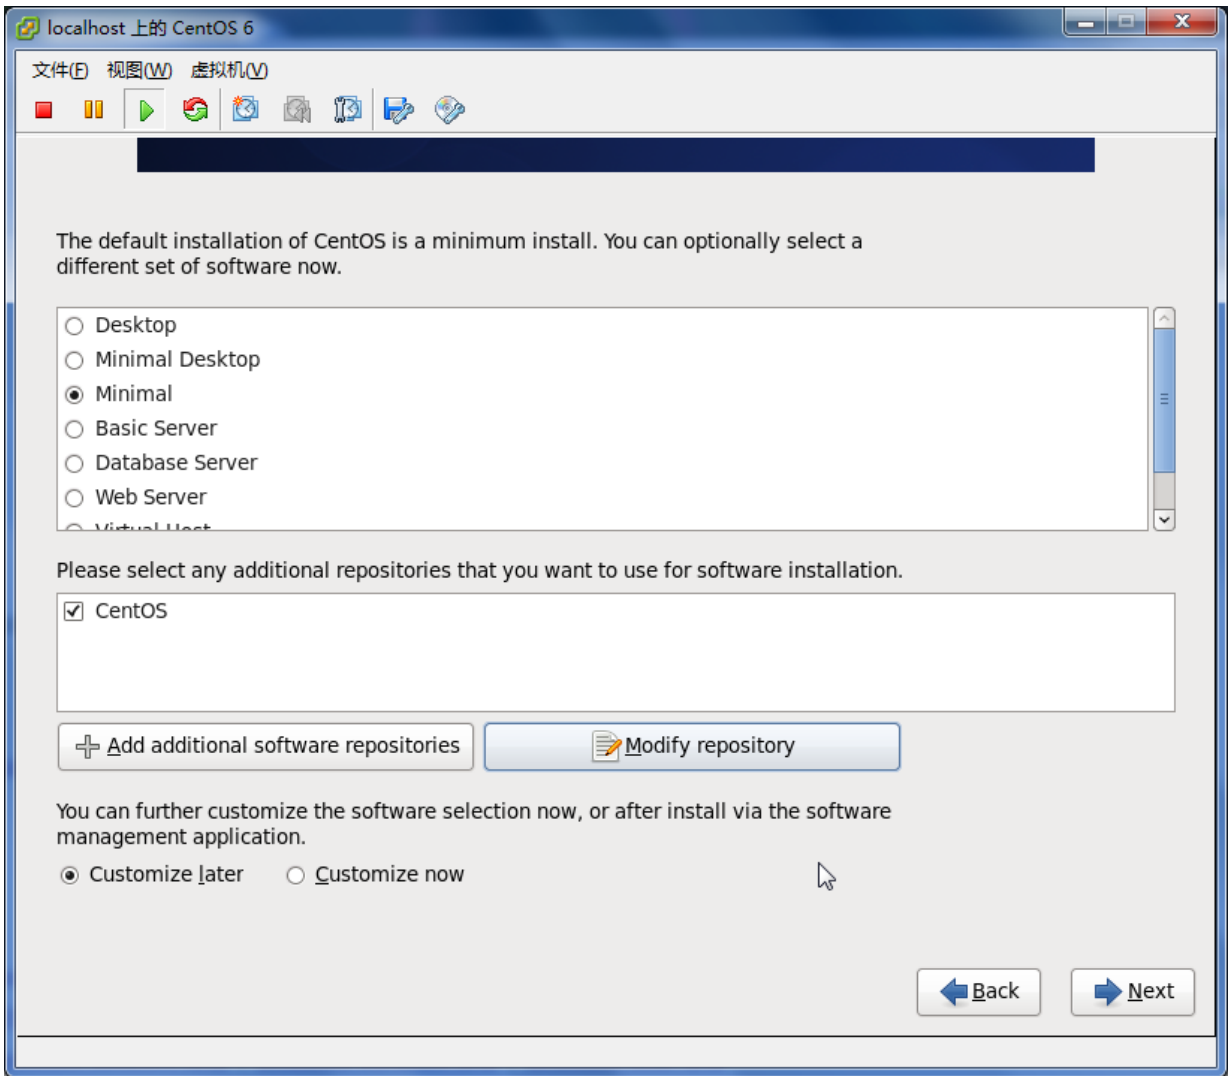 localhost 上的 CentOS 6
文件(F) 视图(W) 虚拟机(V)
The default installation of CentOS is a minimum install. You can optionally select a
different set of software now.
Desktop
Minimal Desktop
Minimal
Basic Server
Database Server
Web Server
Virtual Host
Please select any additional repositories that you want to use for software installation.
CentOS
Add additional software repositories Modify repository
You can further customize the software selection now, or after install via the software
management application.
Customize later Customize now
Back Next